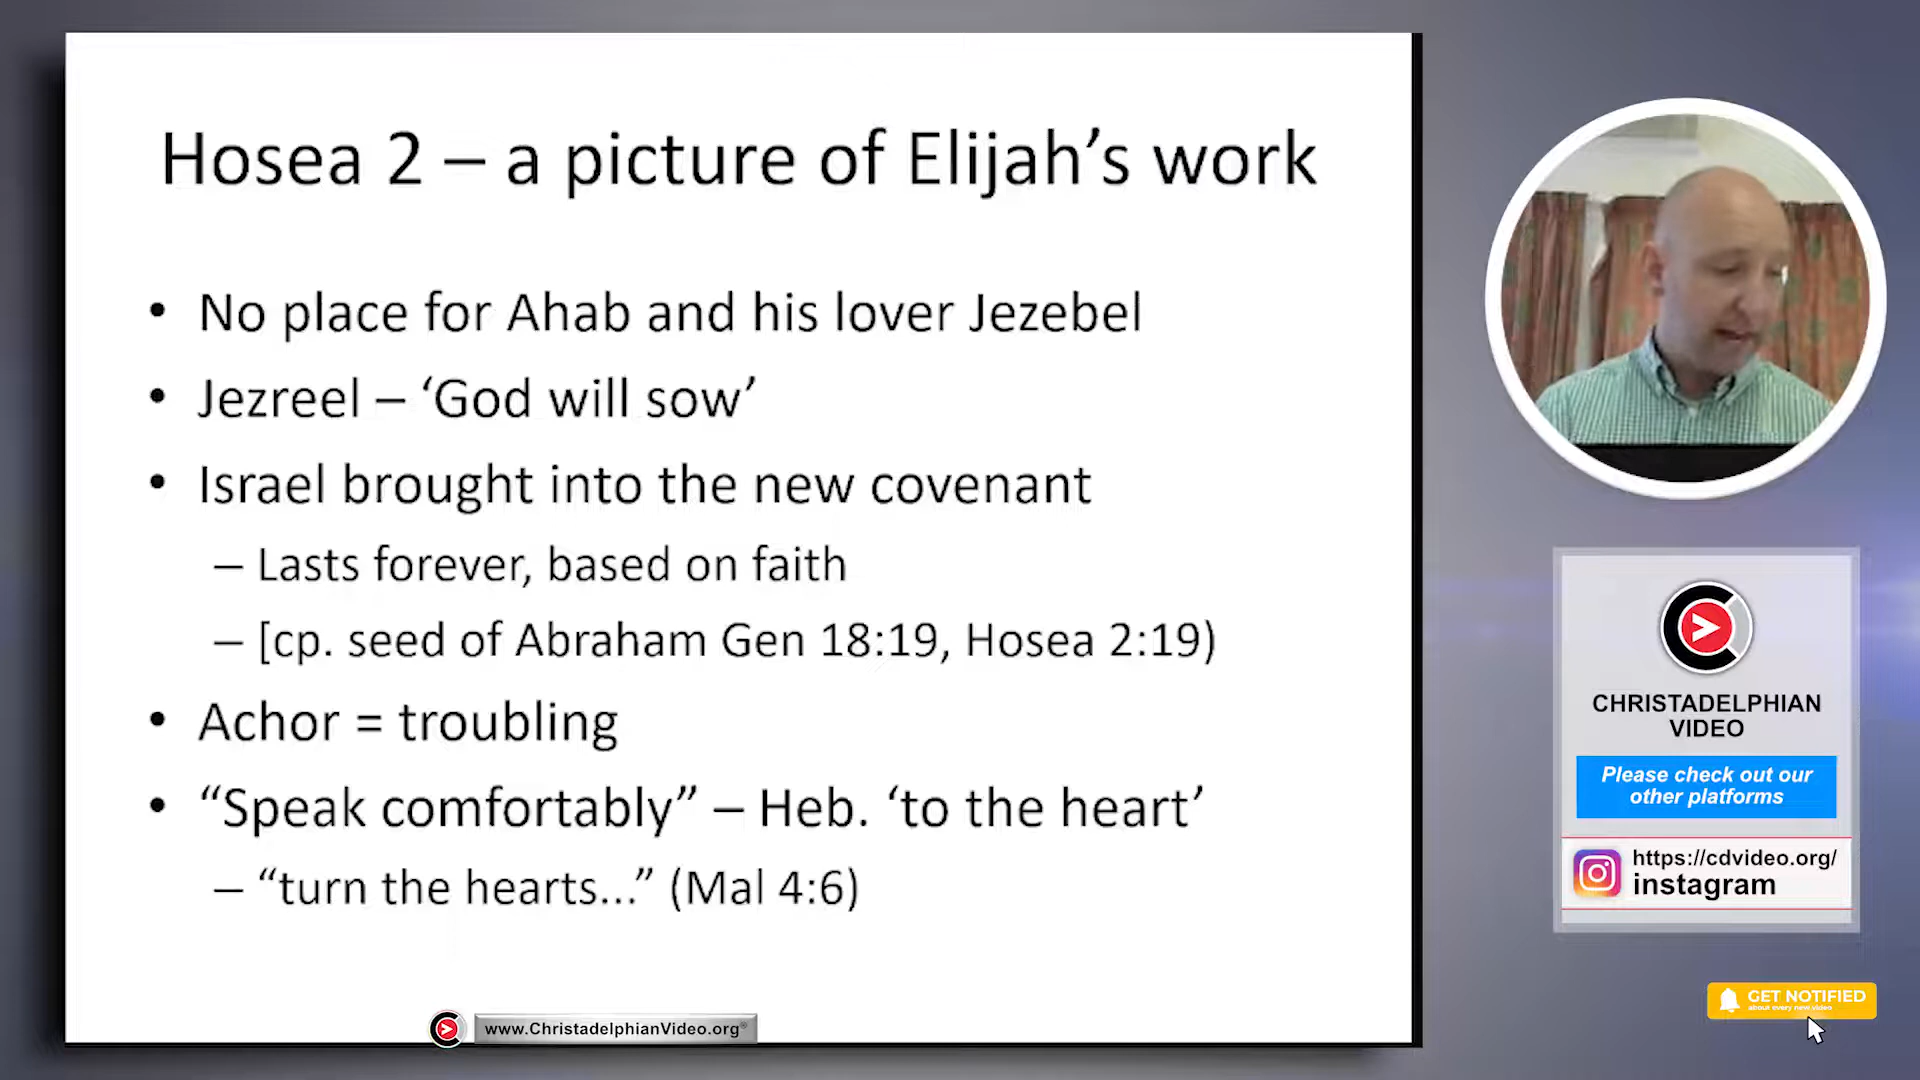 Hosea 2 – a picture of Elijah’s work
• No place for Ahab and his lover Jezebel
• Jezreel – ‘God will sow’
• Israel brought into the new covenant
– Lasts forever, based on faith
– [cp. seed of Abraham Gen 18:19, Hosea 2:19)
• Achor = troubling
• “Speak comfortably” – Heb. ‘to the heart’
– “turn the hearts...” (Mal 4:6)
www.ChristadelphianVideo.org®
CHRISTADELPHIAN
VIDEO
Please check out our
other platforms
https://cdvideo.org/
instagram
GET NOTIFIED
about every new video